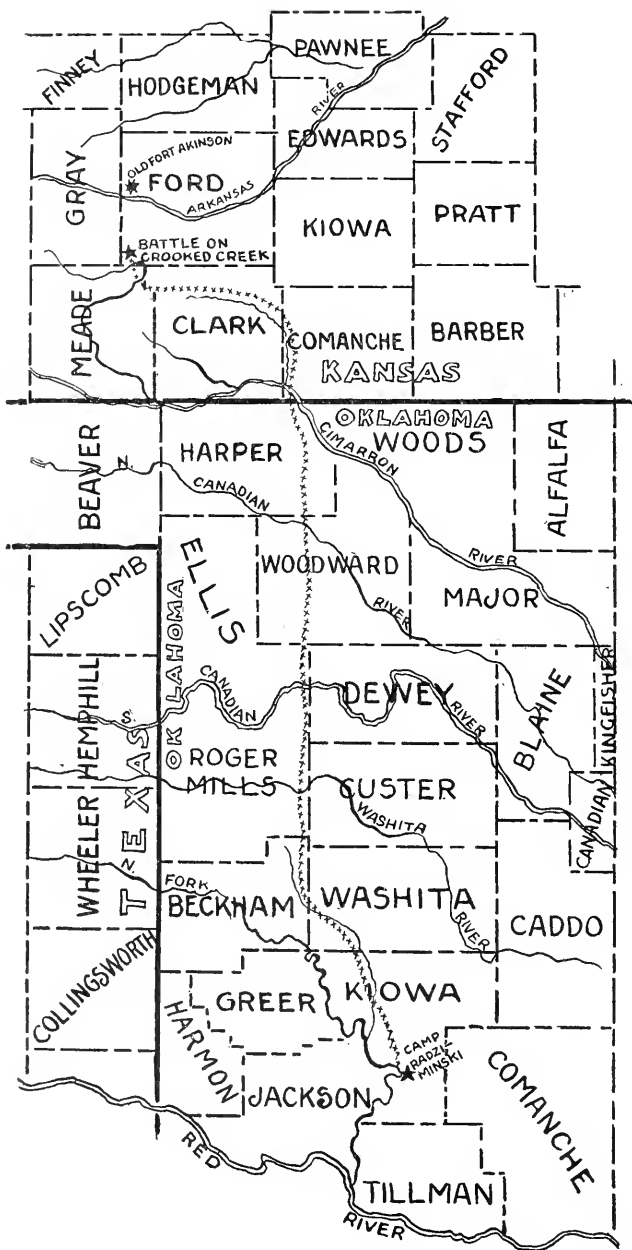 PAWNEE
FINNEY
HODGEMAN
STAFFORD
RIVER
EDWARDS
OLD FORT AKINSON
FORD
GRAY
ARKANSAS
PRATT
KIOWA
BATTLE ON
CROOKED CREEK
MEADE
CLARK
COMANCHE
BARBER
KANSAS
OKLAHOMA
WOODS
CIMARRON
RIVER
BEAVER
N.
CANADIAN
RIVER
HARPER
ALFALFA
ELLIS
WOODWARD
MAJOR
LIPSCOMB
OKLAHOMA
HEMPHILL
S.
CANADIAN
RIVER
DEWEY
BLAINE
KINGFISHER
TEXAS
ROGER
MILLS
CUSTER
WASHITA
RIVER
CANADIAN
WHEELER
N.
FORK
BECKHAM
WASHITA
CADDO
COLLINGSWORTH
GREER
KIOWA
HARMON
CAMP
RADZI-
MINSKI
JACKSON
COMANCHE
RED
RIVER
TILLMAN